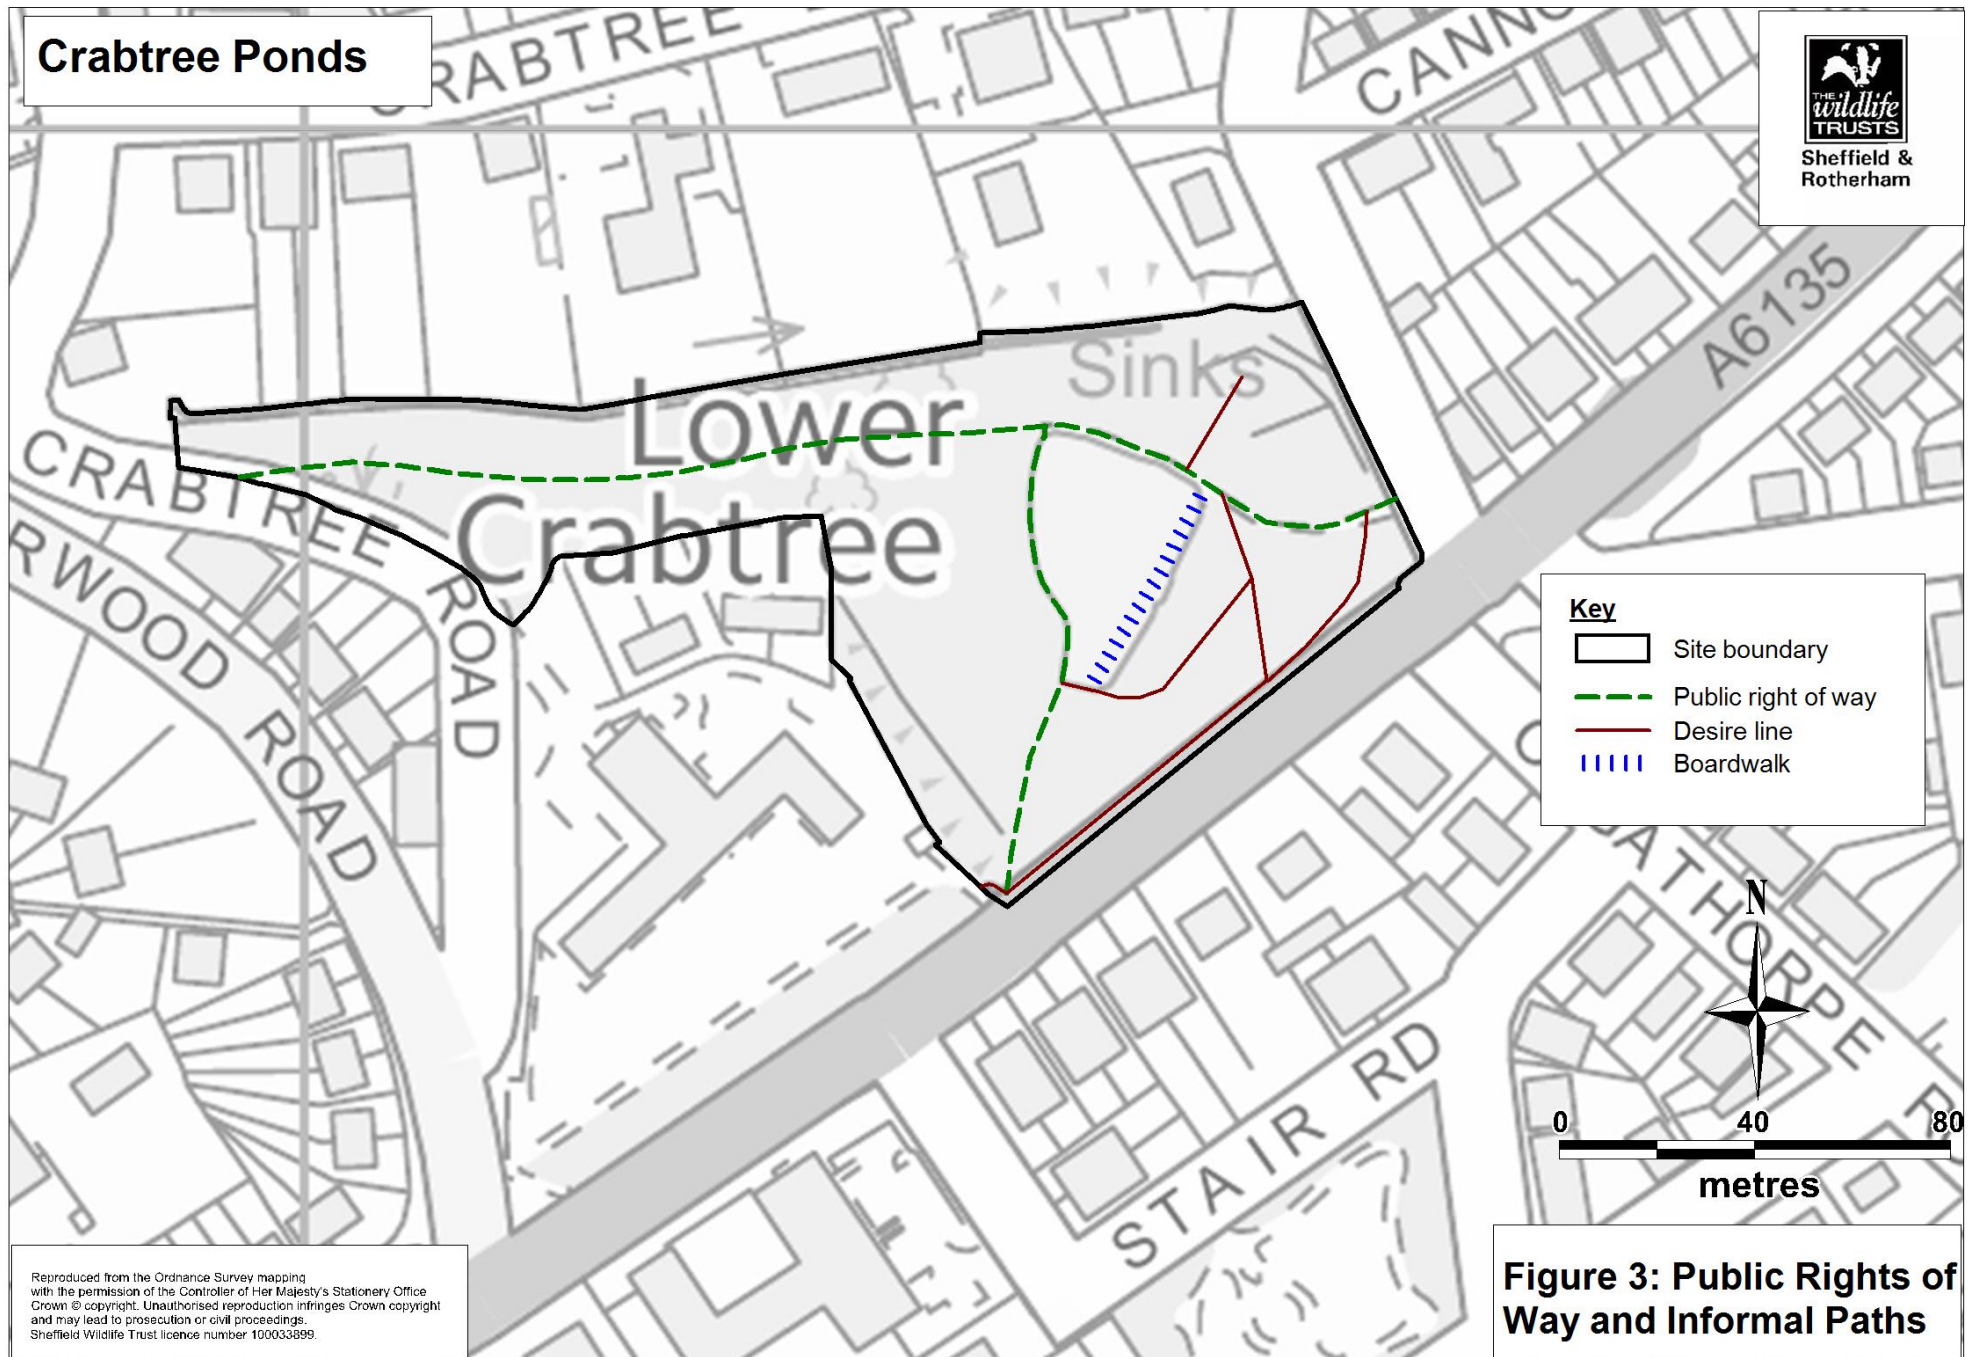 Crabtree Ponds
CRABTREE
CANNO
THE
wildlife
TRUSTS
Sheffield &
Rotherham
A6135
Sinks
Lower
Crabtree
CRABTREE ROAD
RWOOD ROAD
Key
Site boundary
Public right of way
Desire line
Boardwalk
OGATHORPE R
STAIR RD
N
0 40 80
metres
Reproduced from the Ordnance Survey mapping
with the permission of the Controller of Her Majesty's Stationery Office
Crown © copyright. Unauthorised reproduction infringes Crown copyright
and may lead to prosecution or civil proceedings.
Sheffield Wildlife Trust licence number 100033899.
Figure 3: Public Rights of
Way and Informal Paths